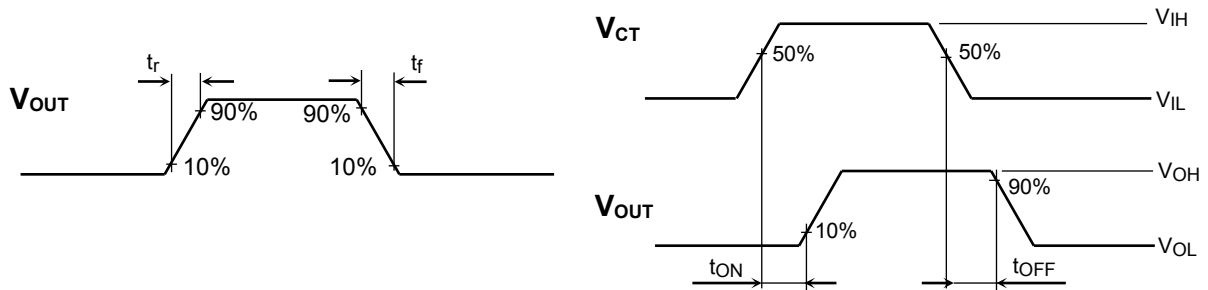 tr
tf
VOUT
90%
90%
10%
10%
VCT
VIH
50%
50%
VIL
VOUT
VOH
90%
10%
VOL
tON
tOFF